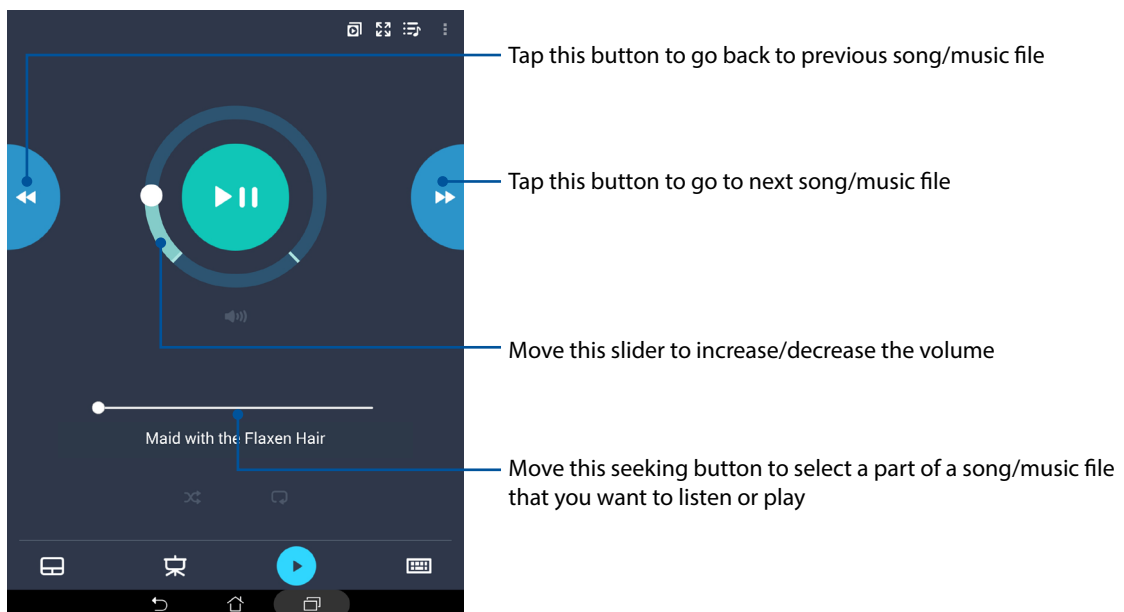 Tap this button to go back to previous song/music file
Tap this button to go to next song/music file
Move this slider to increase/decrease the volume
Maid with the Flaxen Hair
Move this seeking button to select a part of a song/music file
that you want to listen or play